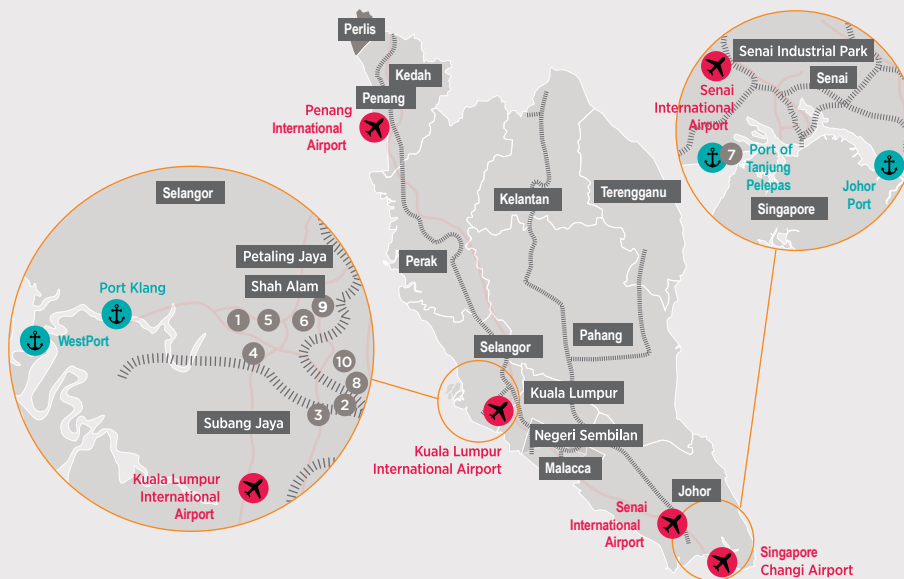 Perlis
Kedah
Penang
Penang
International
Airport
Kelantan
Terengganu
Perak
Pahang
Selangor
Kuala Lumpur
Kuala Lumpur
International Airport
Negeri Sembilan
Malacca
Johor
Senai
International
Airport
Singapore
Changi Airport
Selangor
Petaling Jaya
Shah Alam
Port Klang
WestPort
1
5
6
9
4
10
8
2
3
Subang Jaya
Kuala Lumpur
International
Airport
Senai Industrial Park
Senai
Senai
International
Airport
7
Port of
Tanjung
Pelepas
Johor
Port
Singapore